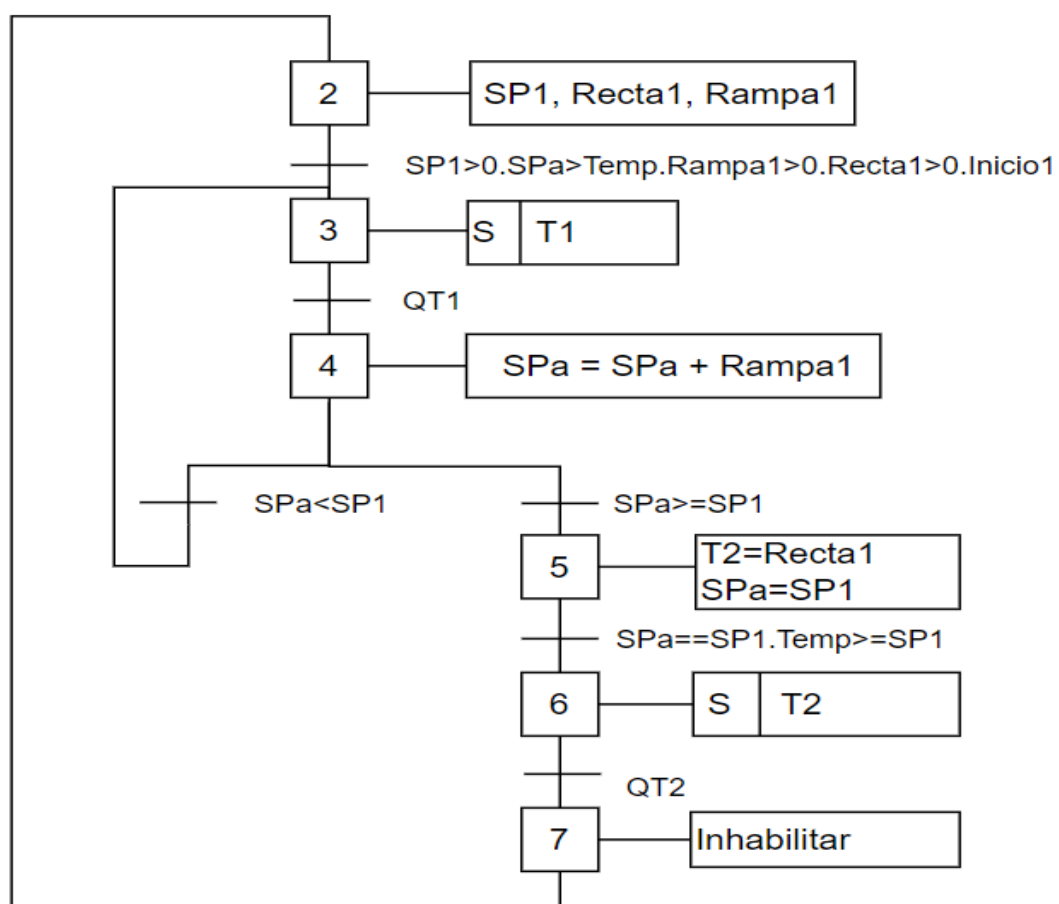 2
SP1, Recta1, Rampa1
SP1>0.SPa>Temp.Rampa1>0.Recta1>0.Inicio1
3
S T1
QT1
4
SPa = SPa + Rampa1
SPa<SP1
SPa>=SP1
5
T2=Recta1
SPa=SP1
SPa==SP1.Temp>=SP1
6
S T2
QT2
7
Inhabilitar